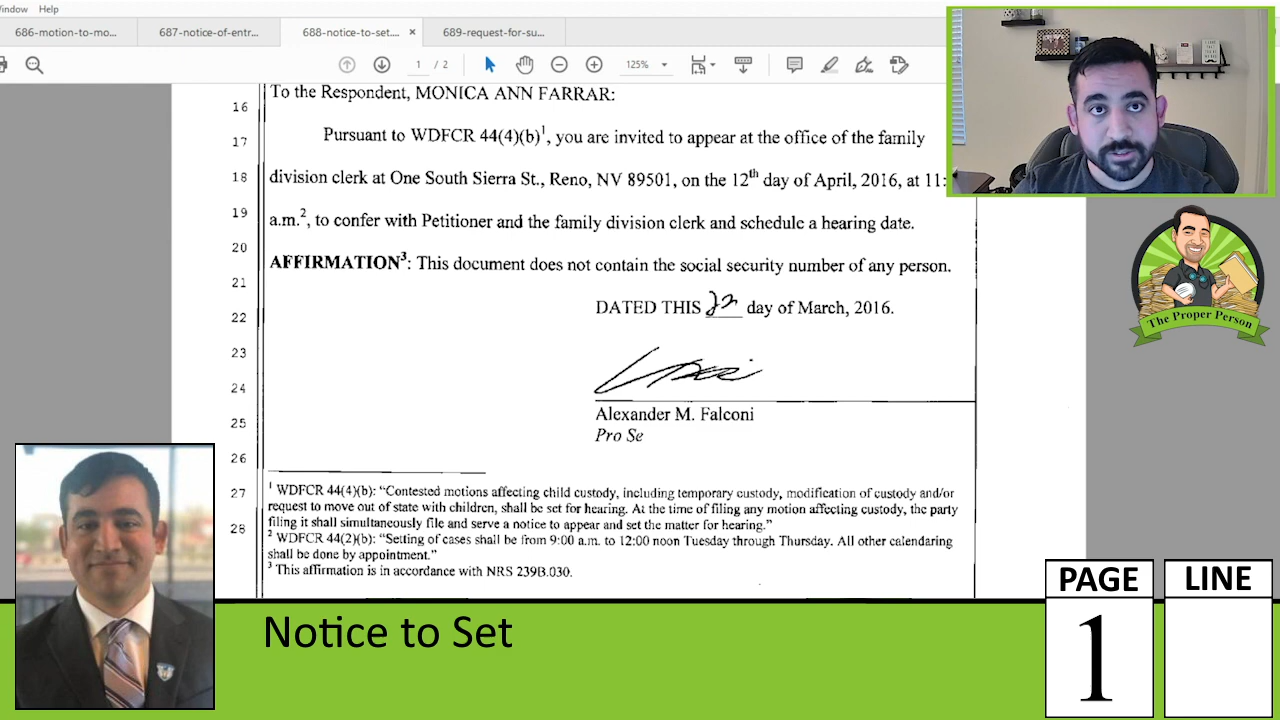 indow Help
686-motion-to-mo... 687-notice-of-entr... 688-notice-to-set.... × 689-request-for-su...
1 / 2 125%
16 To the Respondent, MONICA ANN FARRAR:
17 Pursuant to WDFCR 44(4)(b)1, you are invited to appear at the office of the family
18 division clerk at One South Sierra St., Reno, NV 89501, on the 12th day of April, 2016, at 11:
19 a.m.2, to confer with Petitioner and the family division clerk and schedule a hearing date.
20 AFFIRMATION3: This document does not contain the social security number of any person.
21
22 DATED THIS 22 day of March, 2016.
23
24
25 Alexander M. Falconi
Pro Se
26
27 1 WDFCR 44(4)(b): “Contested motions affecting child custody, including temporary custody, modification of custody and/or
request to move out of state with children, shall be set for hearing. At the time of filing any motion affecting custody, the party
28 filing it shall simultaneously file and serve a notice to appear and set the matter for hearing.”
2 WDFCR 44(2)(b): “Setting of cases shall be from 9:00 a.m. to 12:00 noon Tuesday through Thursday. All other calendaring
shall be done by appointment.”
3 This affirmation is in accordance with NRS 239B.030.
The Proper Person
Notice to Set
PAGE LINE
1